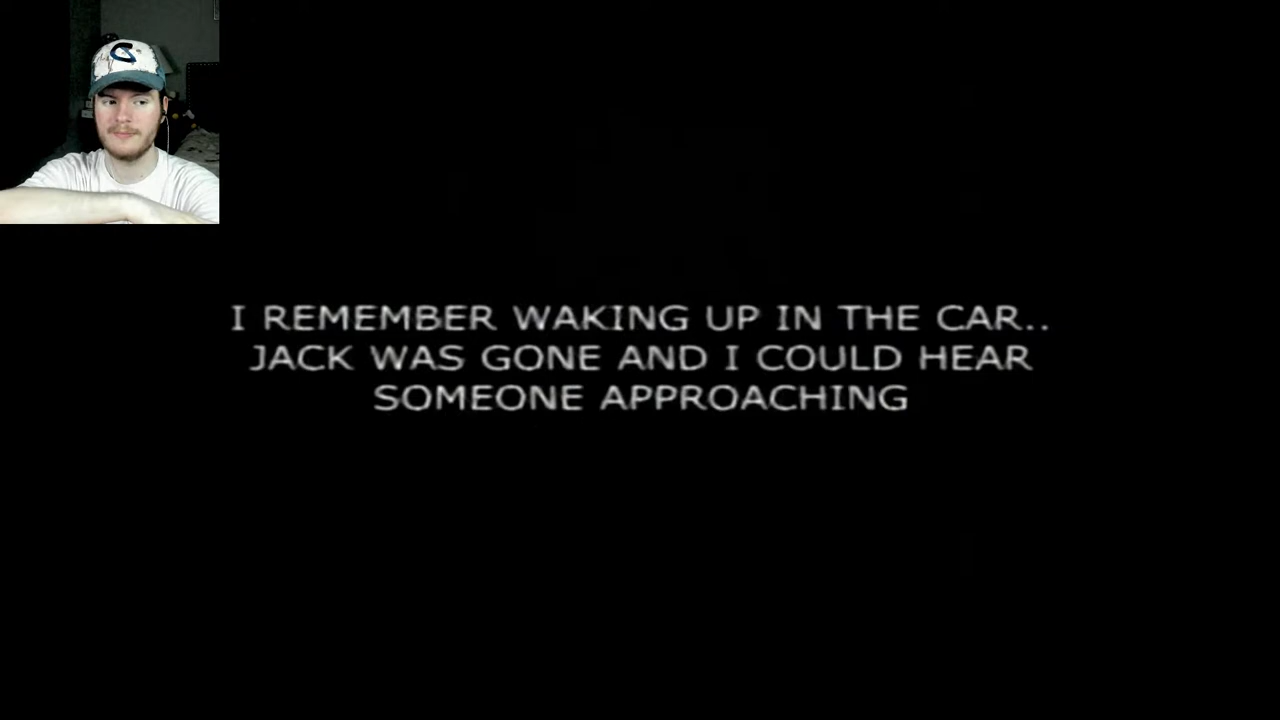 I REMEMBER WAKING UP IN THE CAR..
JACK WAS GONE AND I COULD HEAR
SOMEONE APPROACHING